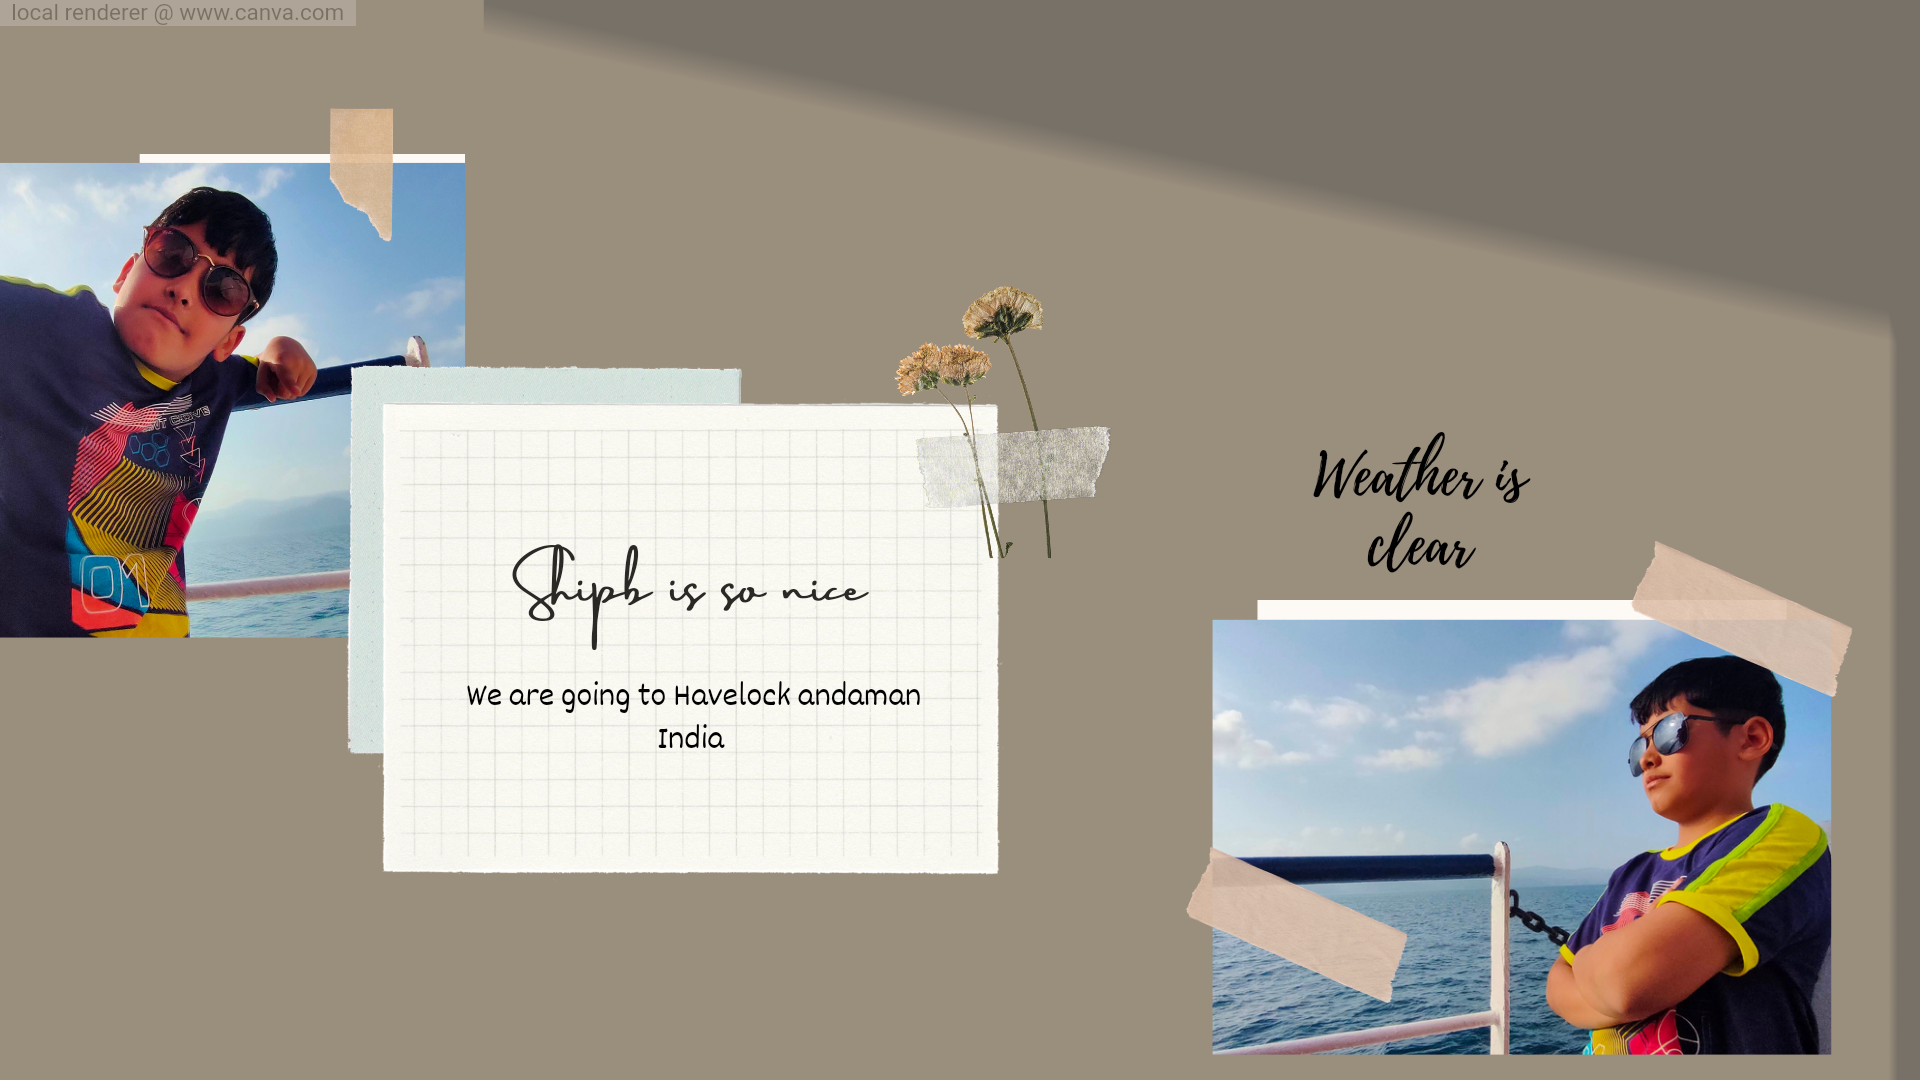 local renderer @ www.canva.com
Shipb is so nice
We are going to Havelock andaman
India
Weather is
clear
01